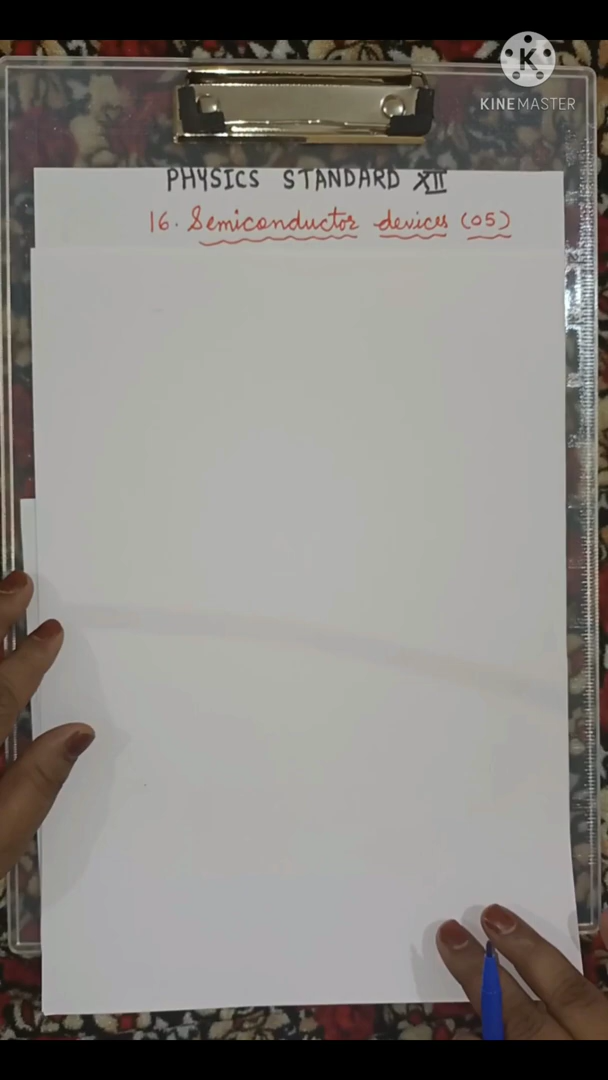 K
KINEMASTER
PHYSICS STANDARD XII
16. Semiconductor devices (05)